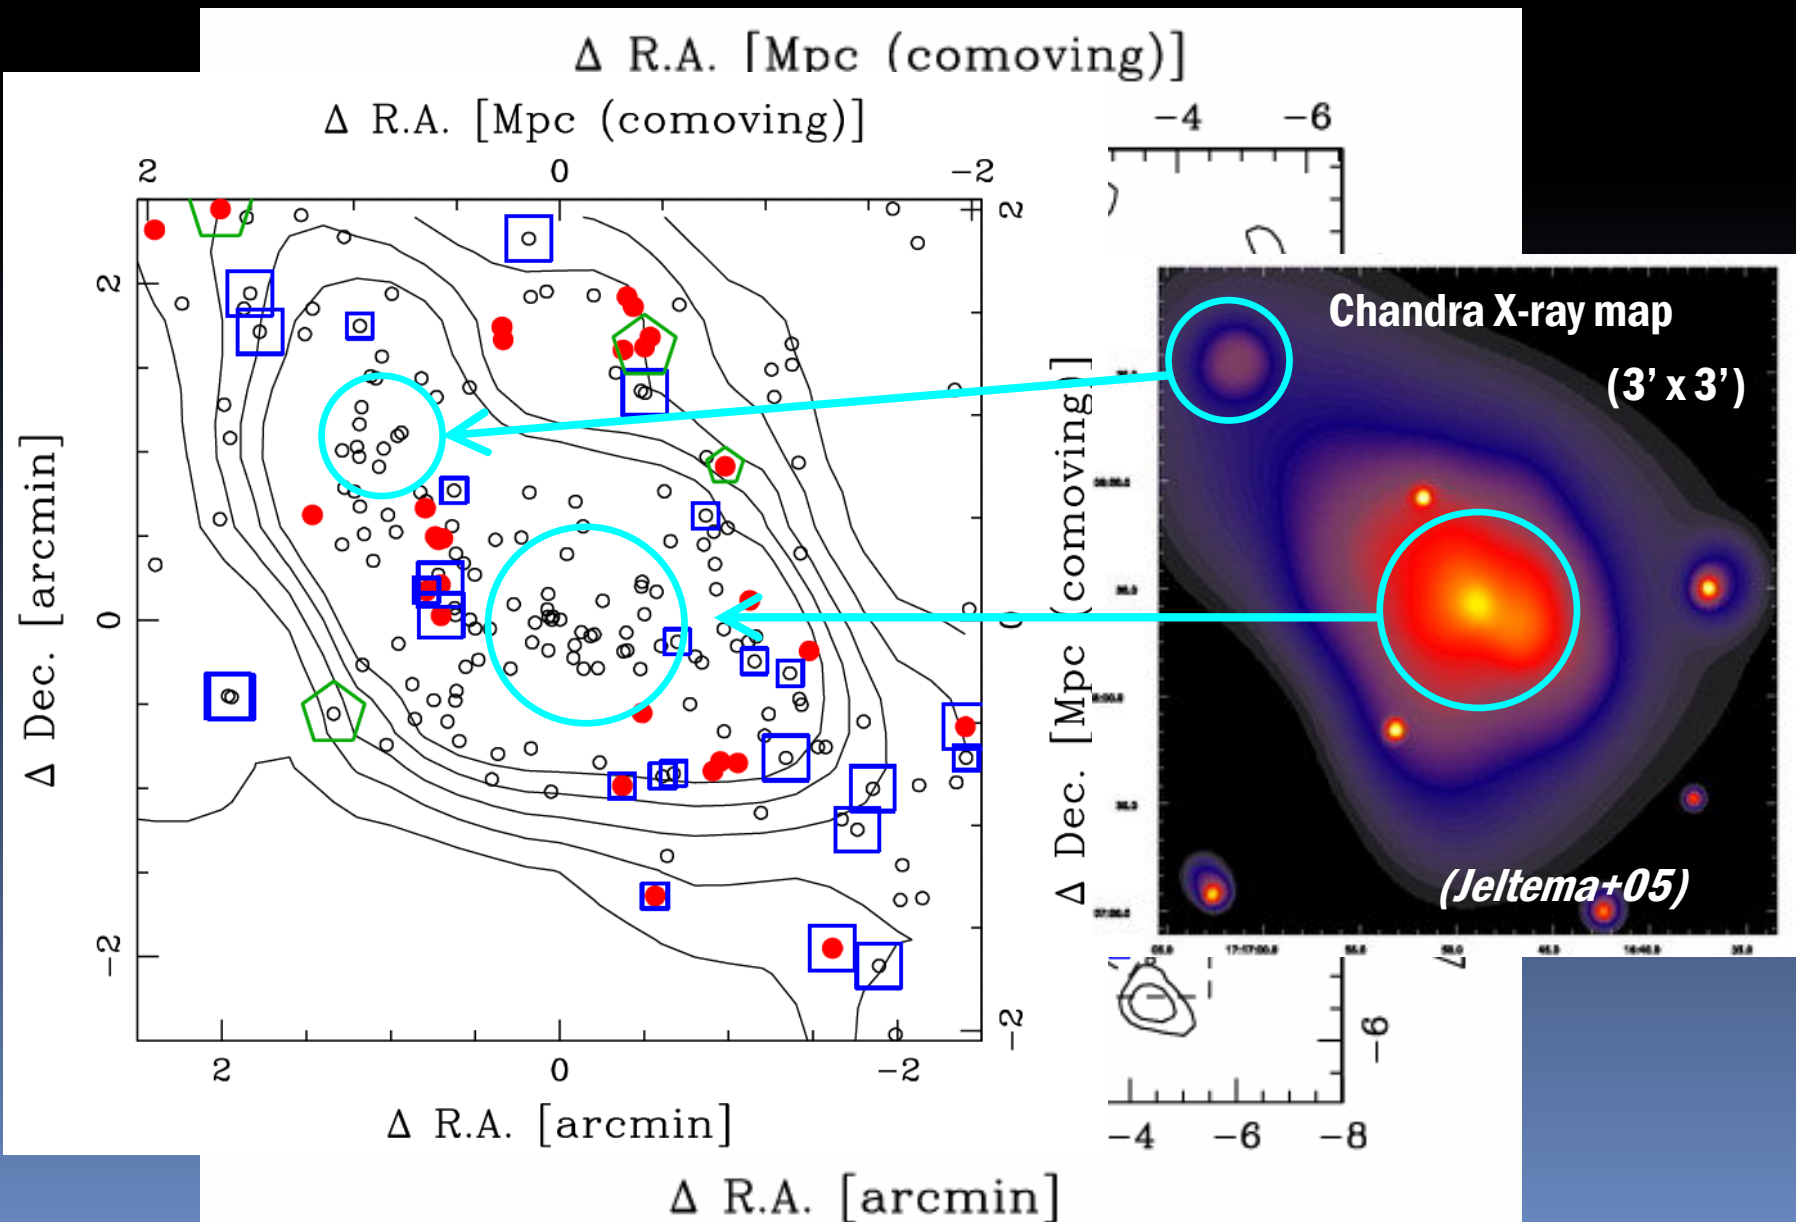 Δ R.A. [Mpc (comoving)]
Δ R.A. [Mpc (comoving)]
-4 -6
2 0 -2
2
2
Chandra X-ray map
(3' x 3')
Δ Dec. [arcmin]
0
Δ Dec. [Mpc (comoving)]
0
(Jeltema+05)
-2
-2
-6
2 0 -2
Δ R.A. [arcmin]
-4 -6 -8
Δ R.A. [arcmin]